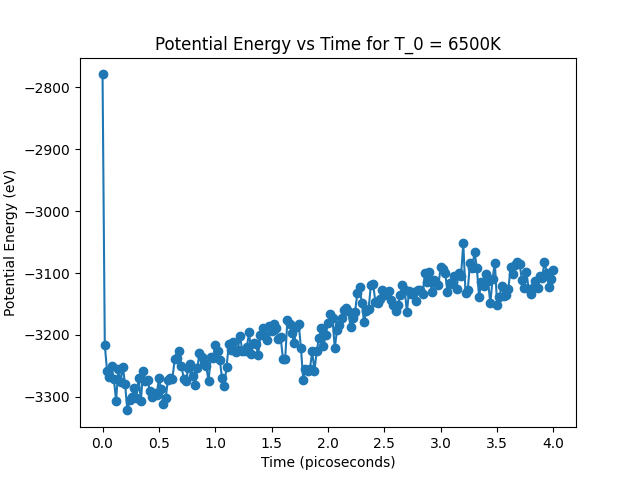 Potential Energy vs Time for T_0 = 6500K
Potential Energy (eV)
−2800
−2900
−3000
−3100
−3200
−3300
0.0 0.5 1.0 1.5 2.0 2.5 3.0 3.5 4.0
Time (picoseconds)